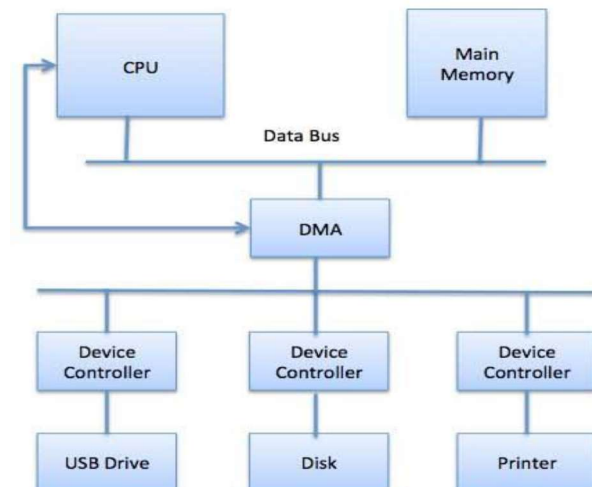 CPU
Main
Memory
Data Bus
DMA
Device
Controller
Device
Controller
Device
Controller
USB Drive
Disk
Printer